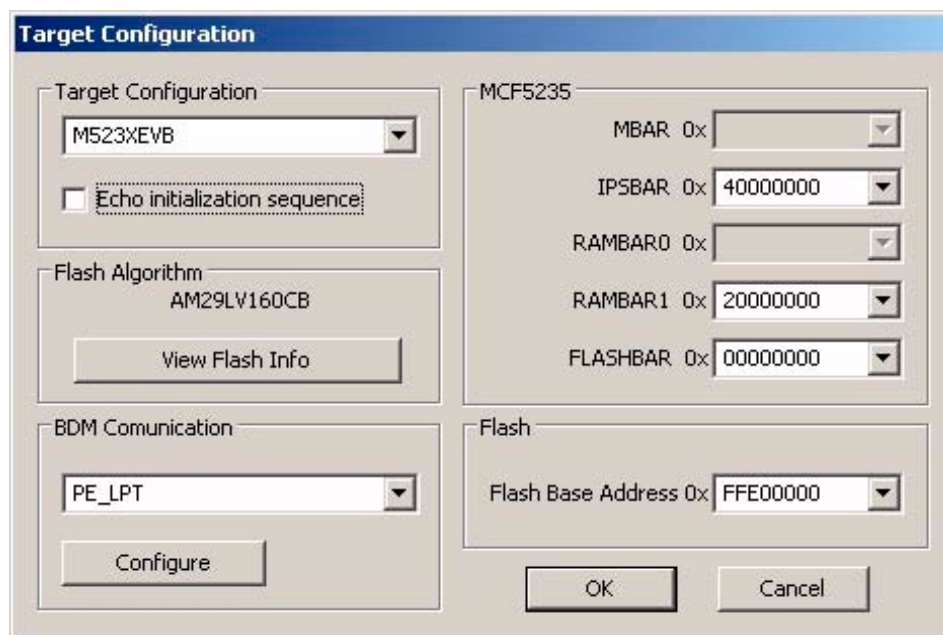 Target Configuration
Target Configuration
M523XEVB
Echo initialization sequence
Flash Algorithm
AM29LV160CB
View Flash Info
BDM Comunication
PE_LPT
Configure
MCF5235
MBAR 0x
IPSBAR 0x 40000000
RAMBAR0 0x
RAMBAR1 0x 20000000
FLASHBAR 0x 00000000
Flash
Flash Base Address 0x FFE00000
OK Cancel